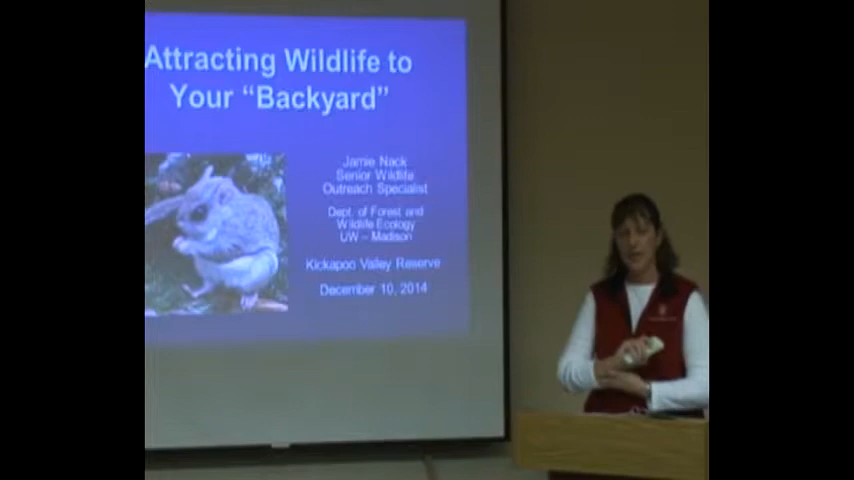 Attracting Wildlife to
Your “Backyard”
Jamie Nack
Senior Wildlife
Outreach Specialist
Dept. of Forest and
Wildlife Ecology
UW – Madison
Kickapoo Valley Reserve
December 10, 2014